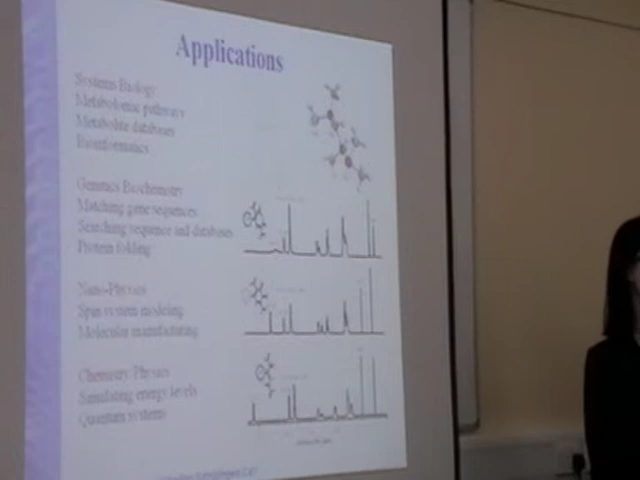 Applications
Systems Biology
Metabolomic pathways
Metabolite databases
Bioinformatics
Genetics Biochemistry
Matching gene sequences
Searching sequence and databases
Protein folding
Nano-Physics
Spin system modeling
Molecular manufacturing
Chemistry/Physics
Simulating energy levels
Quantum systems